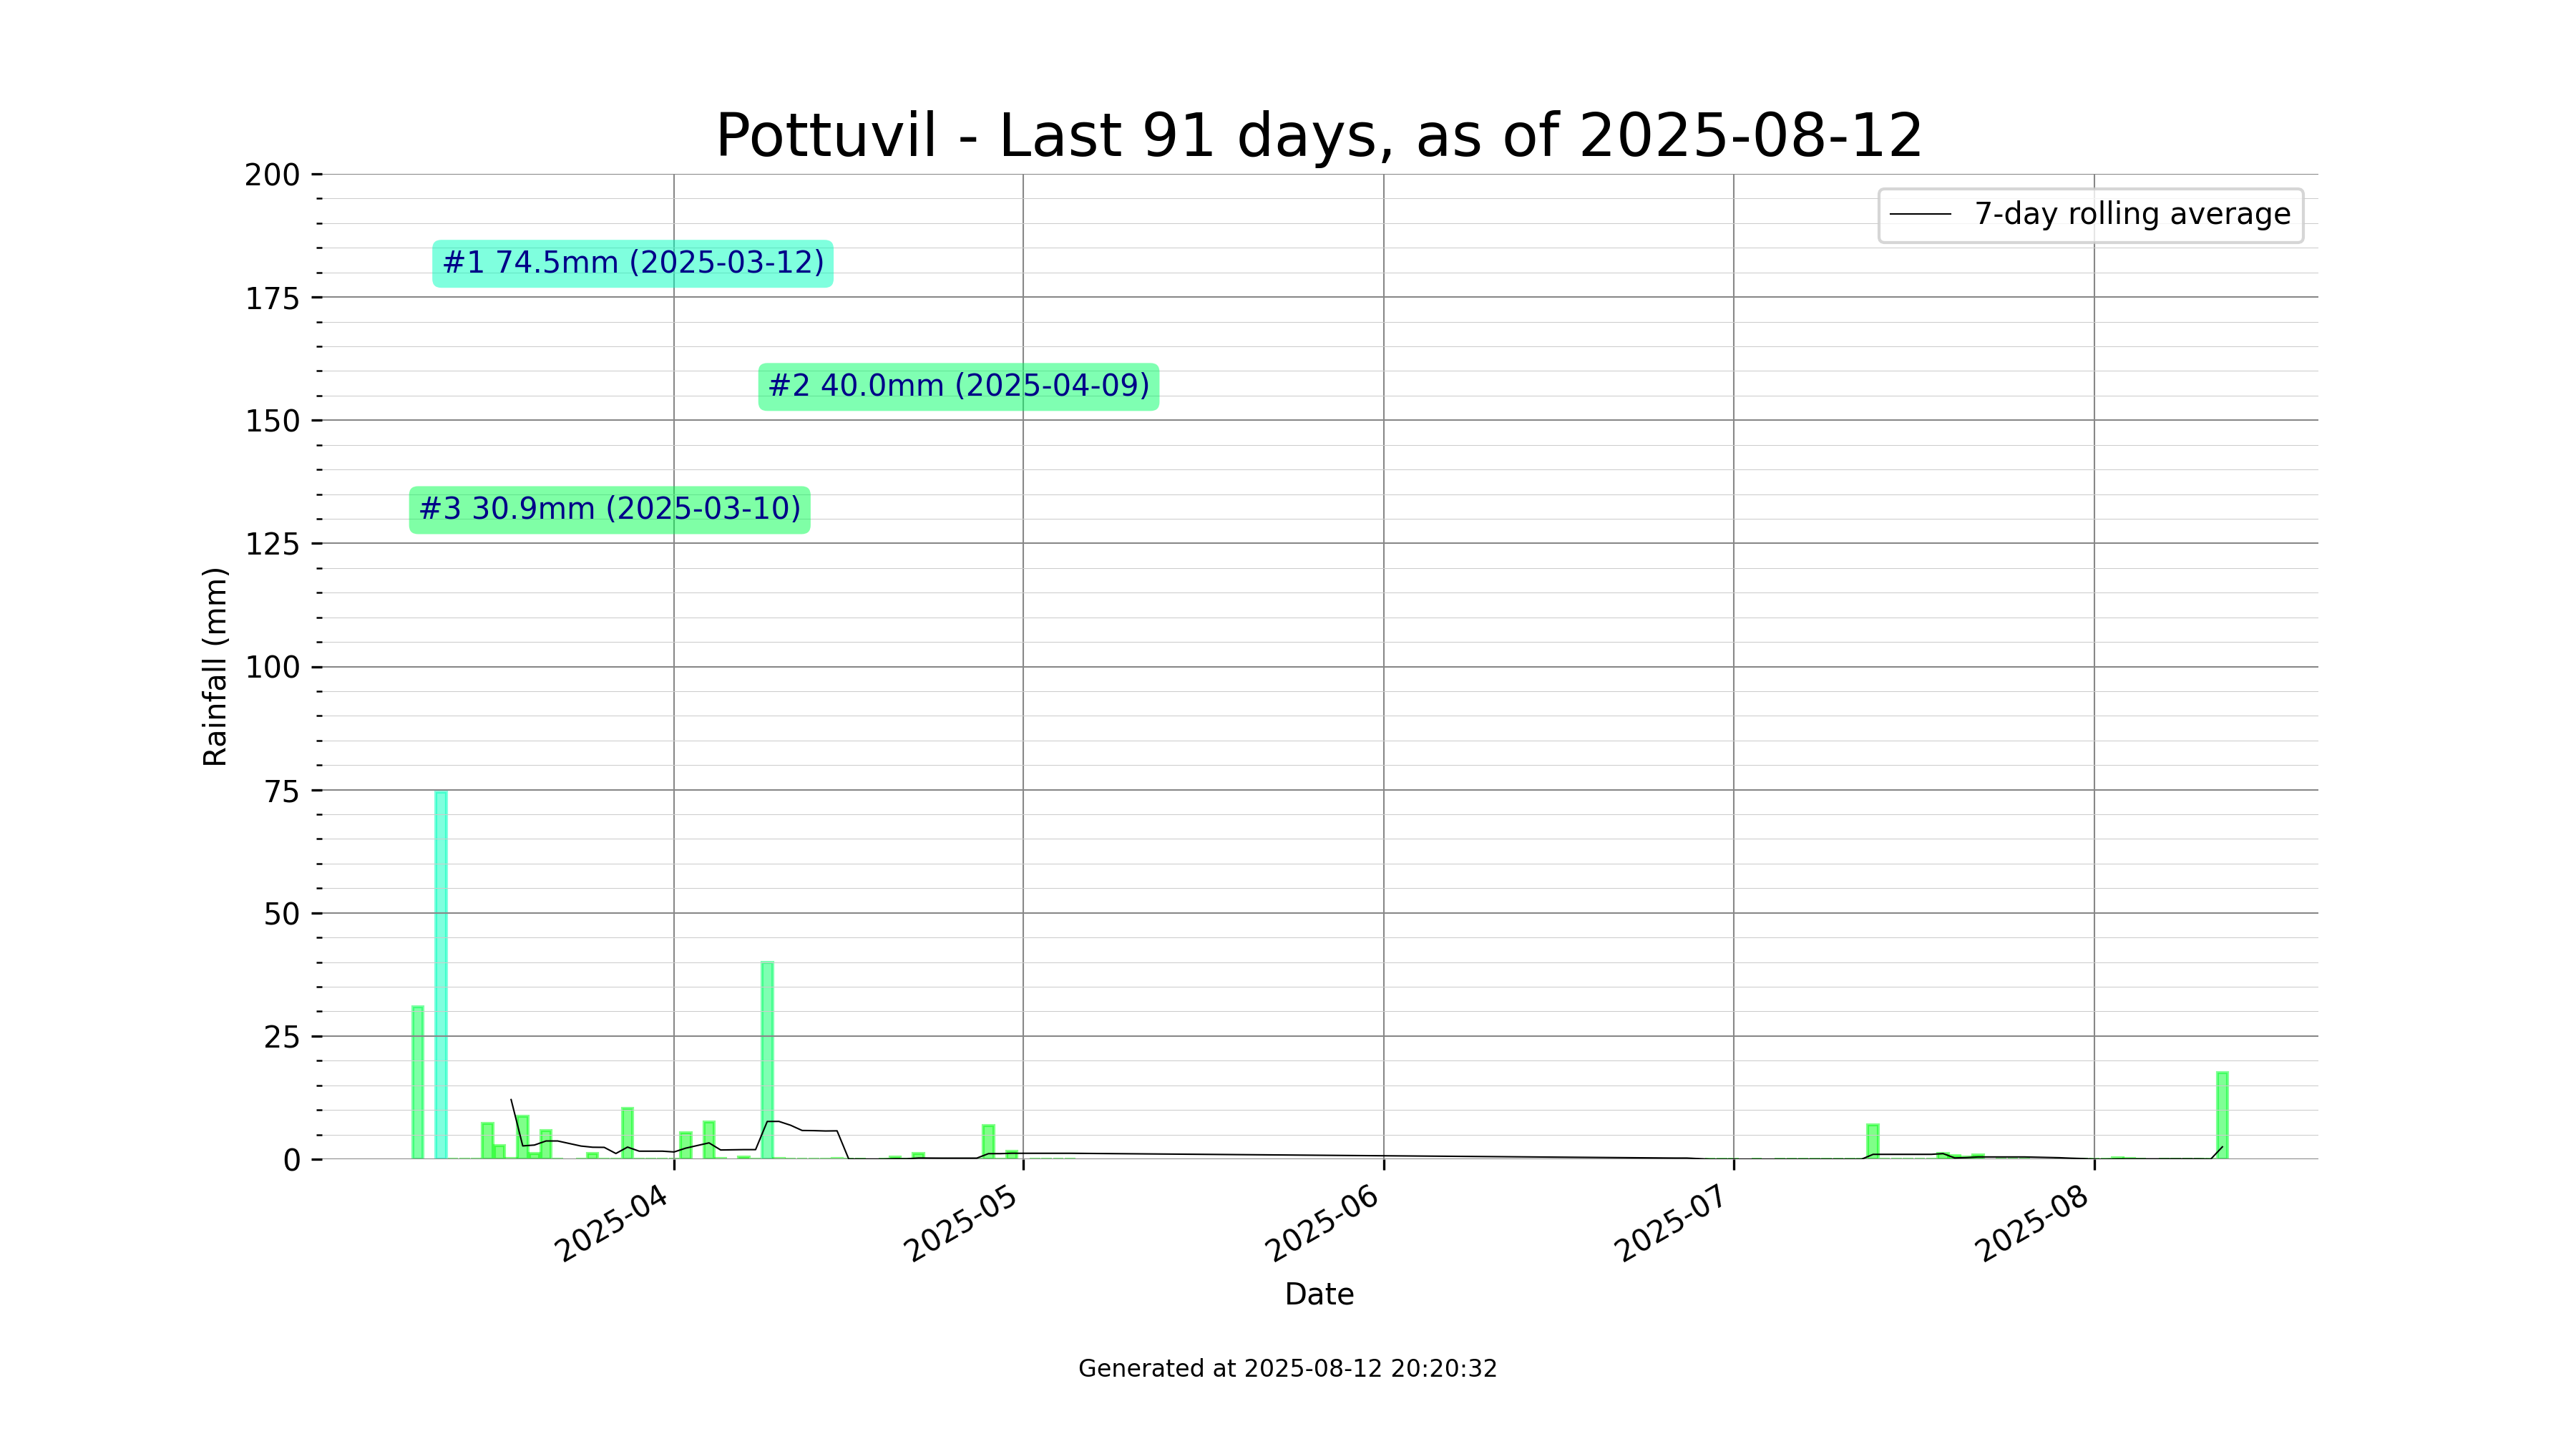 Pottuvil - Last 91 days, as of 2025-08-12
200
175
150
125
100
75
50
25
0
Rainfall (mm)
7-day rolling average
#1 74.5mm (2025-03-12)
#2 40.0mm (2025-04-09)
#3 30.9mm (2025-03-10)
2025-04
2025-05
2025-06
2025-07
2025-08
Date
Generated at 2025-08-12 20:20:32